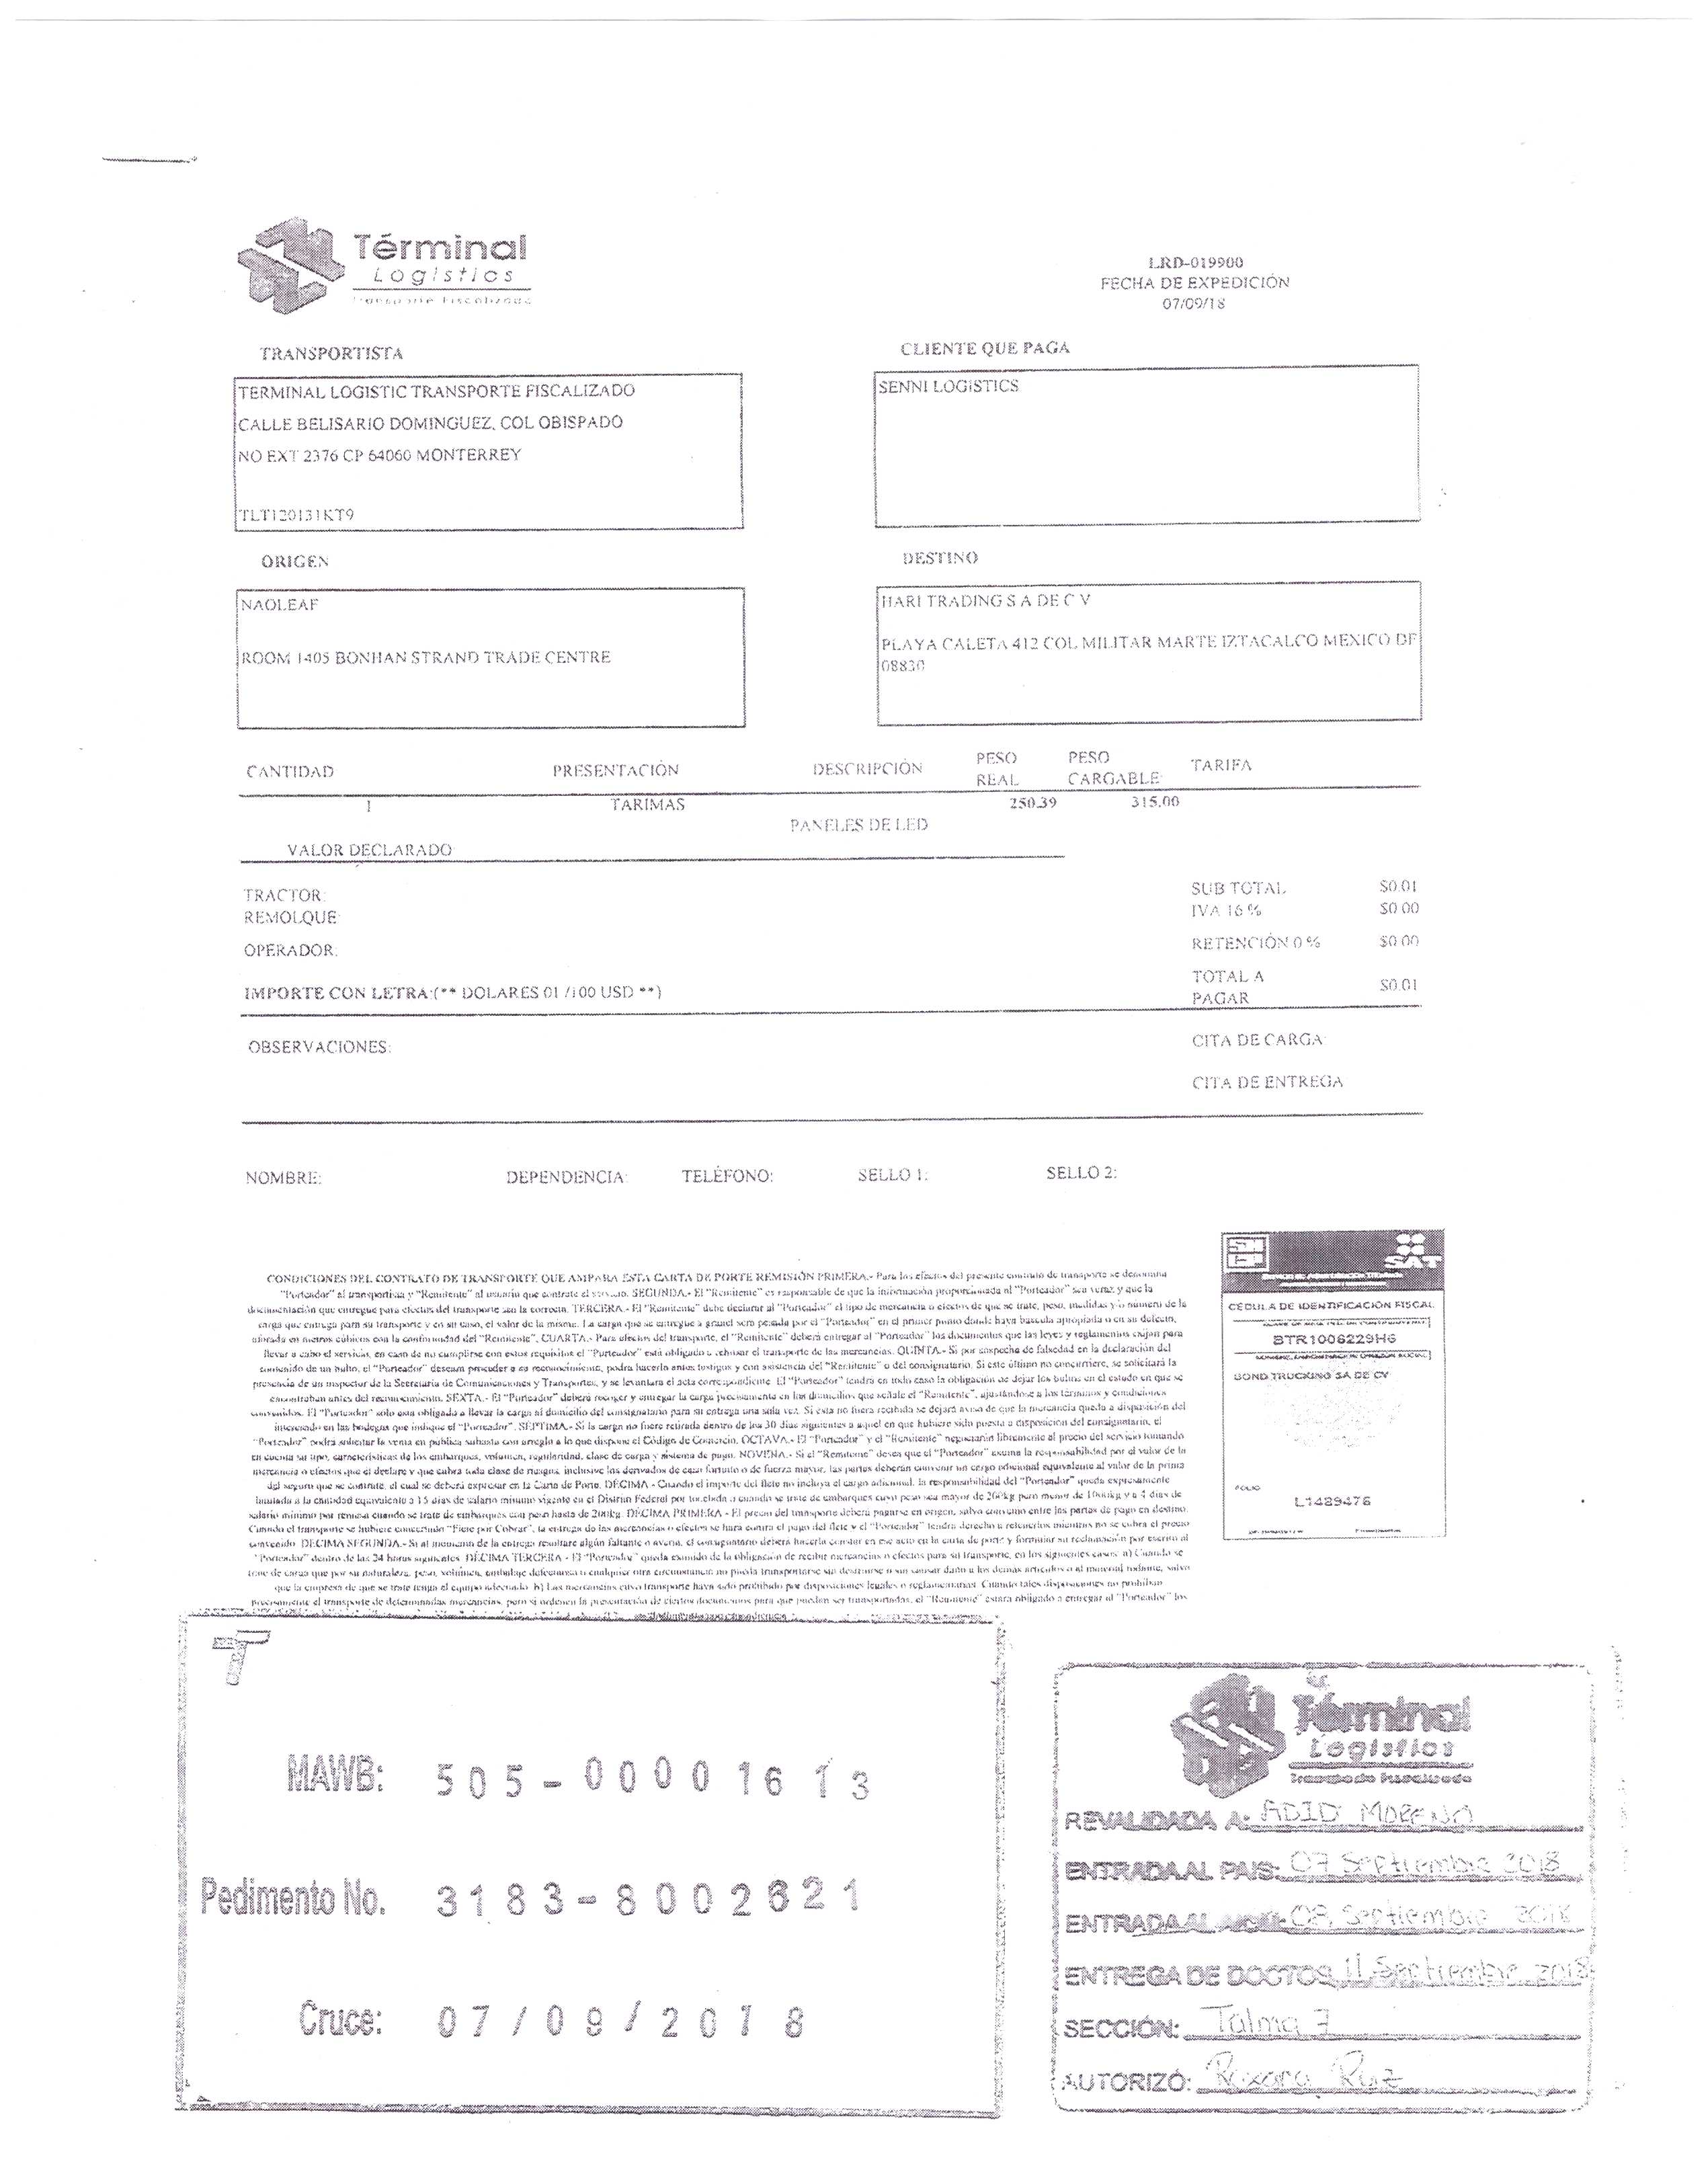 Términal
Logistics
Transporte Fiscalizado
LRD-019900
FECHA DE EXPEDICIÓN
07/09/18
TRANSPORTISTA
CLIENTE QUE PAGA
TERMINAL LOGISTIC TRANSPORTE FISCALIZADO
CALLE BELISARIO DOMINGUEZ, COL OBISPADO
NO EXT 2376 CP 64060 MONTERREY
TLT120131KT9
SENNI LOGISTICS
ORIGEN
DESTINO
NAOLEAF
ROOM 1405 BONHAN STRAND TRADE CENTRE
HARI TRADING S A DE C V
PLAYA CALETA 412 COL MILITAR MARTE IZTACALCO MEXICO DF
08830
CANTIDAD PRESENTACIÓN DESCRIPCIÓN PESO REAL PESO CARGABLE TARIFA
1 TARIMAS 250.39 315.00
PANELES DE LED
VALOR DECLARADO
TRACTOR:
REMOLQUE:
OPERADOR:
SUB TOTAL $0.01
IVA 16 % $0.00
RETENCIÓN 0 % $0.00
TOTAL A PAGAR $0.01
IMPORTE CON LETRA:(** DOLARES 01 /100 USD **)
OBSERVACIONES:
CITA DE CARGA
CITA DE ENTREGA
NOMBRE: DEPENDENCIA: TELÉFONO: SELLO 1: SELLO 2:
CONDICIONES DEL CONTRATO DE TRANSPORTE QUE AMPARA ESTA CARTA DE PORTE REMISIÓN PRIMERA.- Para los efectos del presente contrato de transporte se denomina
"Porteador" al transportista y "Remitente" al usuario que contrate el servicio. SEGUNDA.- El "Remitente" es responsable de que la información proporcionada al "Porteador" sea veraz y que la
documentación que entregue para efectos del transporte sea la correcta. TERCERA.- El "Remitente" debe declarar al "Porteador" el tipo de mercancía o efectos de que se trate, peso, medidas y/o número de la
carga que entrega para su transporte y en su caso, el valor de la misma. La carga que se entregue a granel será pesada por el "Porteador" en el primer punto donde haya báscula apropiada o en su defecto,
aforada en metros cúbicos con la conformidad del "Remitente". CUARTA.- Para efectos del transporte, el "Remitente" deberá entregar al "Porteador" los documentos que las leyes y reglamentos exijan para
llevar a cabo el servicio, en caso de no cumplirse con estos requisitos el "Porteador" está obligado a rehusar el transporte de las mercancías. QUINTA.- Si por sospecha de falsedad en la declaración del
contenido de un bulto, el "Porteador" deseara proceder a su reconocimiento, podrá hacerlo antes testigos y con asistencia del "Remitente" o del consignatario. Si este último no concurriere, se solicitará la
presencia de un inspector de la Secretaría de Comunicaciones y Transportes, y se levantara el acta correspondiente. El "Porteador" tendrá en todo caso la obligación de dejar los bultos en el estado en que se
encontraban antes del reconocimiento. SEXTA.- El "Porteador" deberá recoger y entregar la carga precisamente en los domicilios que señale el "Remitente", ajustándose a los términos y condiciones
convenidos. El "Porteador" solo está obligado a llevar la carga al domicilio del consignatario para su entrega una sola vez. Si ésta no fuera recibida se dejará aviso de que la mercancía queda a disposición del
interesado en las bodegas que indique el "Porteador". SÉPTIMA.- Si la carga no fuere retirada dentro de los 30 días siguientes a aquel en que hubiere sido puesta a disposición del consignatario, el
"Porteador" podrá solicitar la venta en pública subasta con arreglo a lo que dispone el Código de Comercio. OCTAVA.- El "Porteador" y el "Remitente" negociarán libremente el precio del servicio tomando
en cuenta su tipo, características de los embarques, volumen, regularidad, clase de carga y sistema de pago. NOVENA.- Si el "Remitente" desea que el "Porteador" asuma la responsabilidad por el valor de la
mercancía o efectos que el declare y que cubra toda clase de riesgos, inclusive los derivados de caso fortuito o de fuerza mayor, las partes deberán convenir un cargo adicional equivalente al valor de la prima
del seguro que se contrate, el cual se deberá expresar en la Carta de Porte. DÉCIMA - Cuando el importe del flete no incluya el cargo adicional, la responsabilidad del "Porteador" queda expresamente
limitada a la cantidad equivalente a 15 días de salario mínimo vigente en el Distrito Federal por tonelada o cuando se trate de embarques cuyo peso sea mayor de 200kg pero menor de 1000kg y a 4 días de
salario mínimo por remesa cuando se trate de embarques con peso hasta de 200kg. DÉCIMA PRIMERA - El precio del transporte deberá pagarse en origen, salvo convenio entre las partes de pago en destino.
Cuando el transporte se hubiere concertado "Flete por Cobrar", la entrega de las mercancías o efectos se hará contra el pago del flete y el "Porteador" tendrá derecho a retenerlos mientras no se cubra el precio
convenido. DÉCIMA SEGUNDA.- Si al momento de la entrega resultare algún faltante o avería, el consignatario deberá hacerla constar en ese acto en la carta de porte y formular su reclamación por escrito al
"Porteador" dentro de las 24 horas siguientes. DÉCIMA TERCERA - El "Porteador" queda eximido de la obligación de recibir mercancías o efectos para su transporte, en los siguientes casos: a) Cuando se
trate de carga que por su naturaleza, peso, volumen, embalaje defectuoso o cualquier otra circunstancia no pueda transportarse sin destruirse o sin causar daño a los demás artículos o al material rodante, salvo
que la empresa de que se trate tenga el equipo adecuado. b) Las mercancías cuyo transporte haya sido prohibido por disposiciones legales o reglamentarias. Cuando tales disposiciones no prohíban
precisamente el transporte de determinadas mercancías, pero sí ordenen la presentación de ciertos documentos para que puedan ser transportadas, el "Remitente" estará obligado a entregar al "Porteador" los
SAT
CÉDULA DE IDENTIFICACIÓN FISCAL
BTR1006229H6
BOND TRUCKING SA DE CV
FOLIO
L1429478
MAWB: 505-00001613
Pedimento No. 3183-8002621
Cruce: 07/09/2018
Términal
Logistics
Transporte Fiscalizado
REVALIDADA A: ADID MORENO
ENTRADA AL PAIS: 07 Septiembre 2018
ENTRADA AL 08 Septiembre 2018
ENTREGA DE DOCTOS 11 Septiembre 2018
SECCIÓN: Talma 7
AUTORIZÓ: Roxana Ruiz